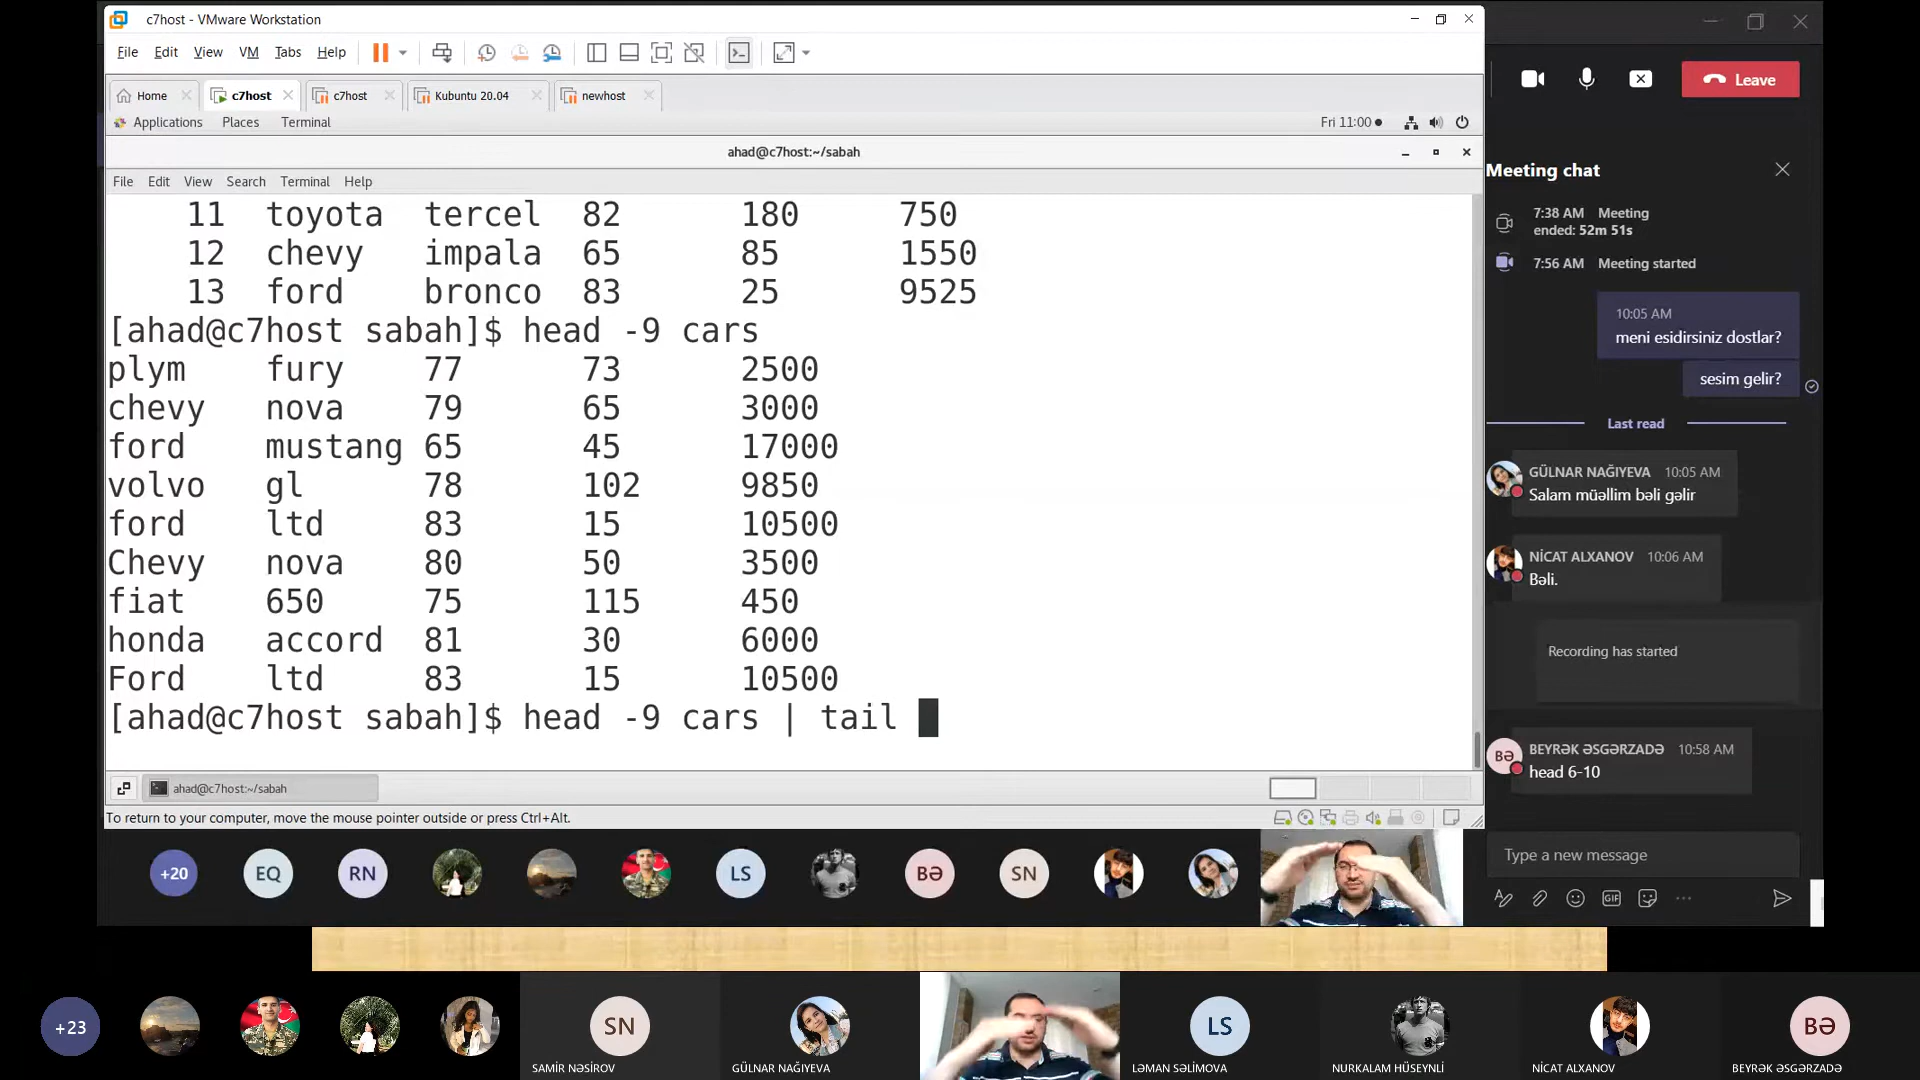 c7host - VMware Workstation
File Edit View VM Tabs Help
Leave
Home c7host c7host Kubuntu 20.04 newhost
Applications Places Terminal Fri 11:00
ahad@c7host:~/sabah
File Edit View Search Terminal Help
11 toyota tercel 82 180 750
12 chevy impala 65 85 1550
13 ford bronco 83 25 9525
[ahad@c7host sabah]$ head -9 cars
plym fury 77 73 2500
chevy nova 79 65 3000
ford mustang 65 45 17000
volvo gl 78 102 9850
ford ltd 83 15 10500
Chevy nova 80 50 3500
fiat 650 75 115 450
honda accord 81 30 6000
Ford ltd 83 15 10500
[ahad@c7host sabah]$ head -9 cars | tail
ahad@c7host:~/sabah
To return to your computer, move the mouse pointer outside or press Ctrl+Alt.
Meeting chat
7:38 AM Meeting
ended: 52m 51s
7:56 AM Meeting started
10:05 AM
meni esidirsiniz dostlar?
sesim gelir?
Last read
GÜLNAR NAĞIYEVA 10:05 AM
Salam müəllim bəli gəlir
NİCAT ALXANOV 10:06 AM
Bəli.
Recording has started
BƏ
BEYRƏK ƏSGƏRZADƏ 10:58 AM
head 6-10
Type a new message
GIF
+20 EQ RN LS BƏ SN
+23 SN LS BƏ
SAMİR NƏSİROV GÜLNAR NAĞIYEVA LƏMAN SƏLİMOVA NURKALAM HÜSEYNLİ NİCAT ALXANOV BEYRƏK ƏSGƏRZADƏ